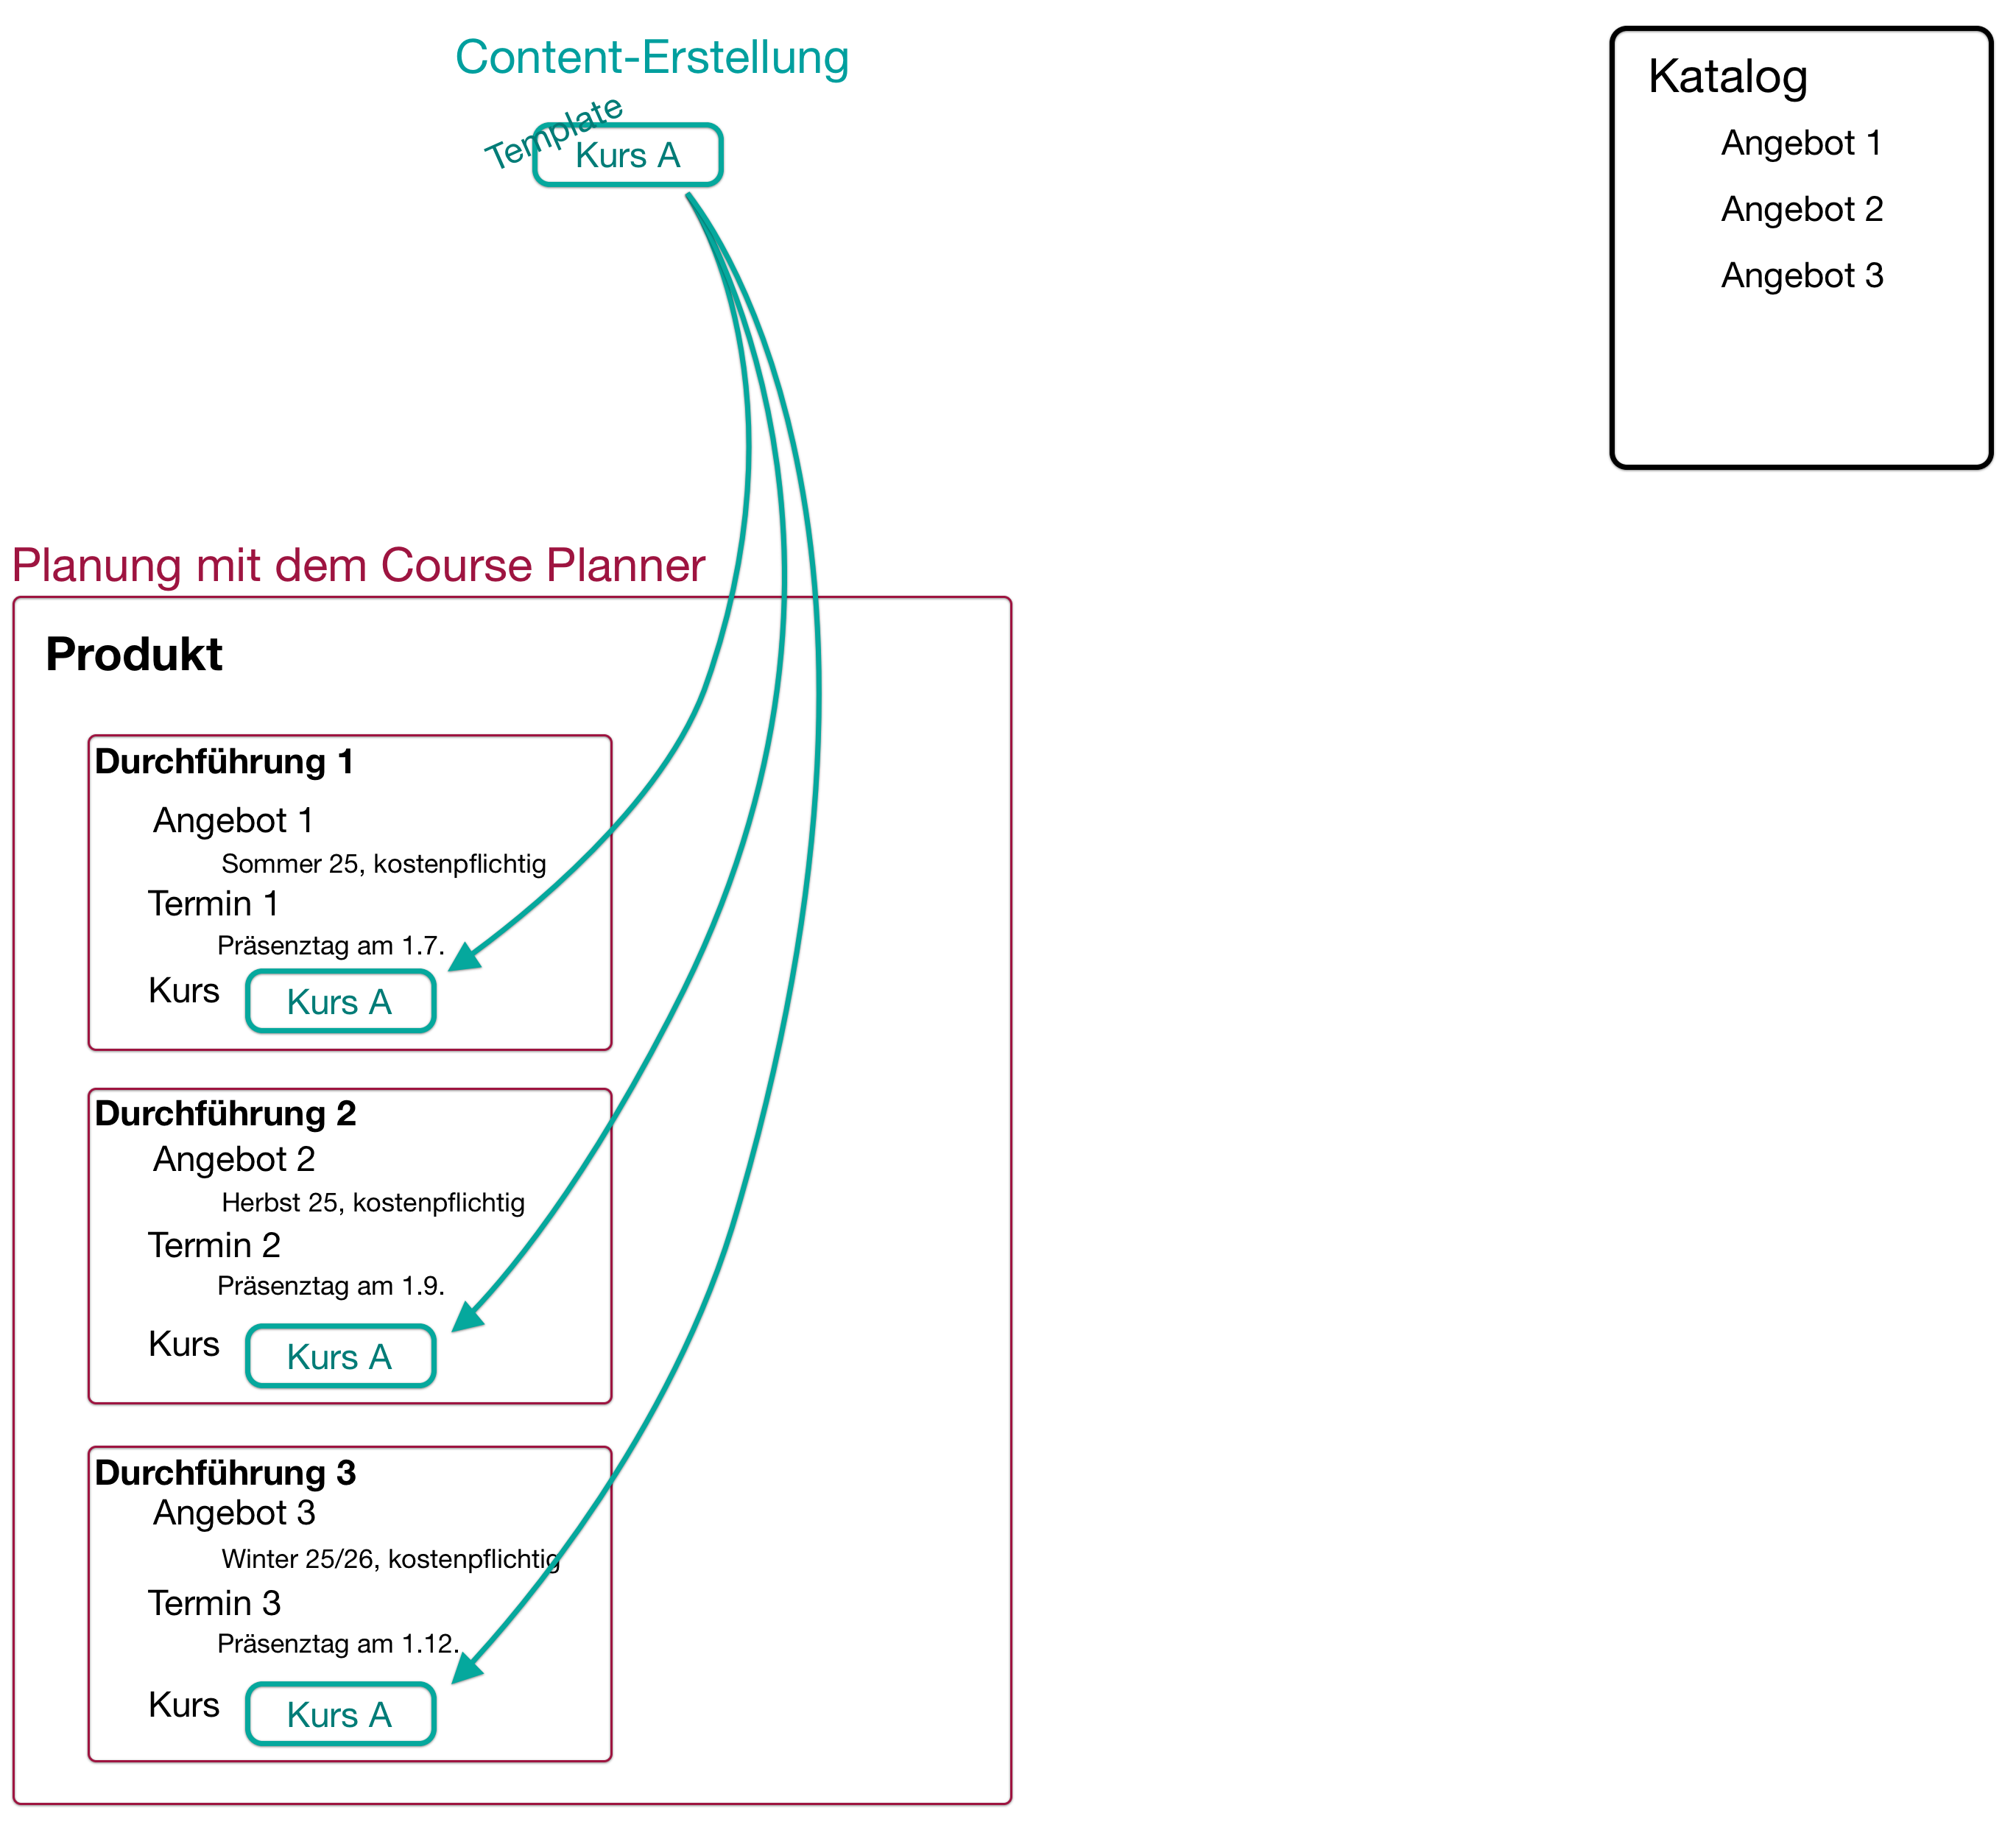 Content-Erstellung
Template
Kurs A
Katalog
Angebot 1
Angebot 2
Angebot 3
Planung mit dem Course Planner
Produkt
Durchführung 1
Angebot 1
Sommer 25, kostenpflichtig
Termin 1
Präsenztag am 1.7.
Kurs Kurs A
Durchführung 2
Angebot 2
Herbst 25, kostenpflichtig
Termin 2
Präsenztag am 1.9.
Kurs Kurs A
Durchführung 3
Angebot 3
Winter 25/26, kostenpflichtig
Termin 3
Präsenztag am 1.12.
Kurs Kurs A